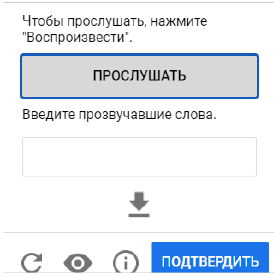 Чтобы прослушать, нажмите
"Воспроизвести".
ПРОСЛУШАТЬ
Введите прозвучавшие слова.
ПОДТВЕРДИТЬ